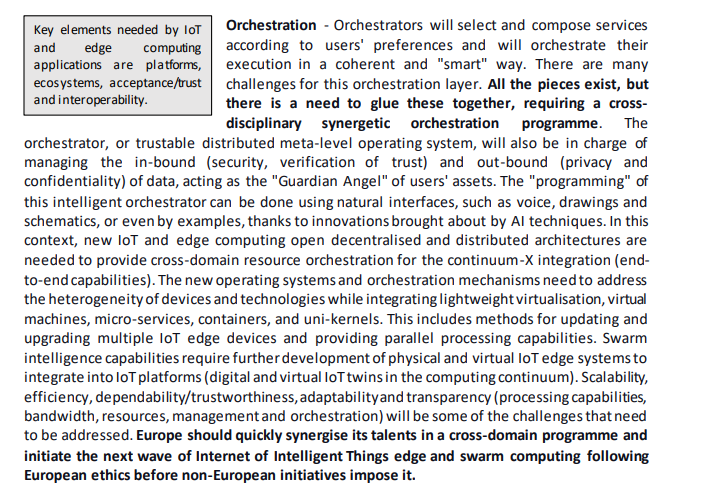 Key elements needed by IoT
and edge computing
applications are platforms,
ecosystems, acceptance/trust
and interoperability.
Orchestration - Orchestrators will select and compose services
according to users' preferences and will orchestrate their
execution in a coherent and "smart" way. There are many
challenges for this orchestration layer. All the pieces exist, but
there is a need to glue these together, requiring a cross-
disciplinary synergetic orchestration programme. The
orchestrator, or trustable distributed meta-level operating system, will also be in charge of
managing the in-bound (security, verification of trust) and out-bound (privacy and
confidentiality) of data, acting as the "Guardian Angel" of users' assets. The "programming" of
this intelligent orchestrator can be done using natural interfaces, such as voice, drawings and
schematics, or even by examples, thanks to innovations brought about by AI techniques. In this
context, new IoT and edge computing open decentralised and distributed architectures are
needed to provide cross-domain resource orchestration for the continuum-X integration (end-
to-end capabilities). The new operating systems and orchestration mechanisms need to address
the heterogeneity of devices and technologies while integrating lightweight virtualisation, virtual
machines, micro-services, containers, and uni-kernels. This includes methods for updating and
upgrading multiple IoT edge devices and providing parallel processing capabilities. Swarm
intelligence capabilities require further development of physical and virtual IoT edge systems to
integrate into IoT platforms (digital and virtual IoT twins in the computing continuum). Scalability,
efficiency, dependability/trustworthiness, adaptability and transparency (processing capabilities,
bandwidth, resources, management and orchestration) will be some of the challenges that need
to be addressed. Europe should quickly synergise its talents in a cross-domain programme and
initiate the next wave of Internet of Intelligent Things edge and swarm computing following
European ethics before non-European initiatives impose it.